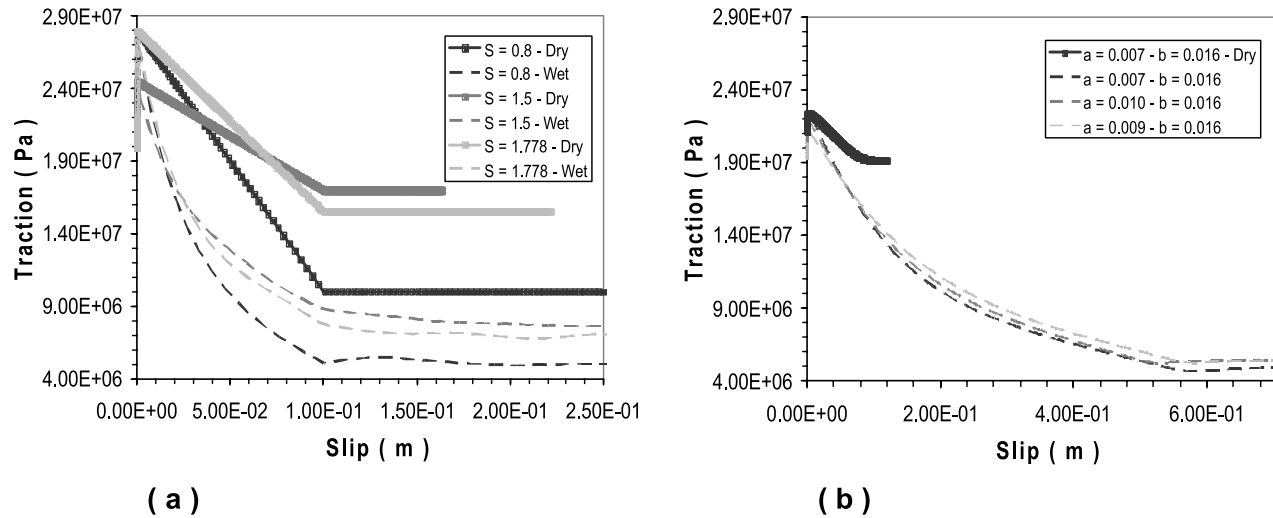 2.90E+07
2.40E+07
1.90E+07
1.40E+07
9.00E+06
4.00E+06
Traction ( Pa )
0.00E+00 5.00E-02 1.00E-01 1.50E-01 2.00E-01 2.50E-01
Slip ( m )
S = 0.8 - Dry
S = 0.8 - Wet
S = 1.5 - Dry
S = 1.5 - Wet
S = 1.778 - Dry
S = 1.778 - Wet
( a )
2.90E+07
2.40E+07
1.90E+07
1.40E+07
9.00E+06
4.00E+06
Traction ( Pa )
0.00E+00 2.00E-01 4.00E-01 6.00E-01
Slip ( m )
a = 0.007 - b = 0.016 - Dry
a = 0.007 - b = 0.016
a = 0.010 - b = 0.016
a = 0.009 - b = 0.016
( b )